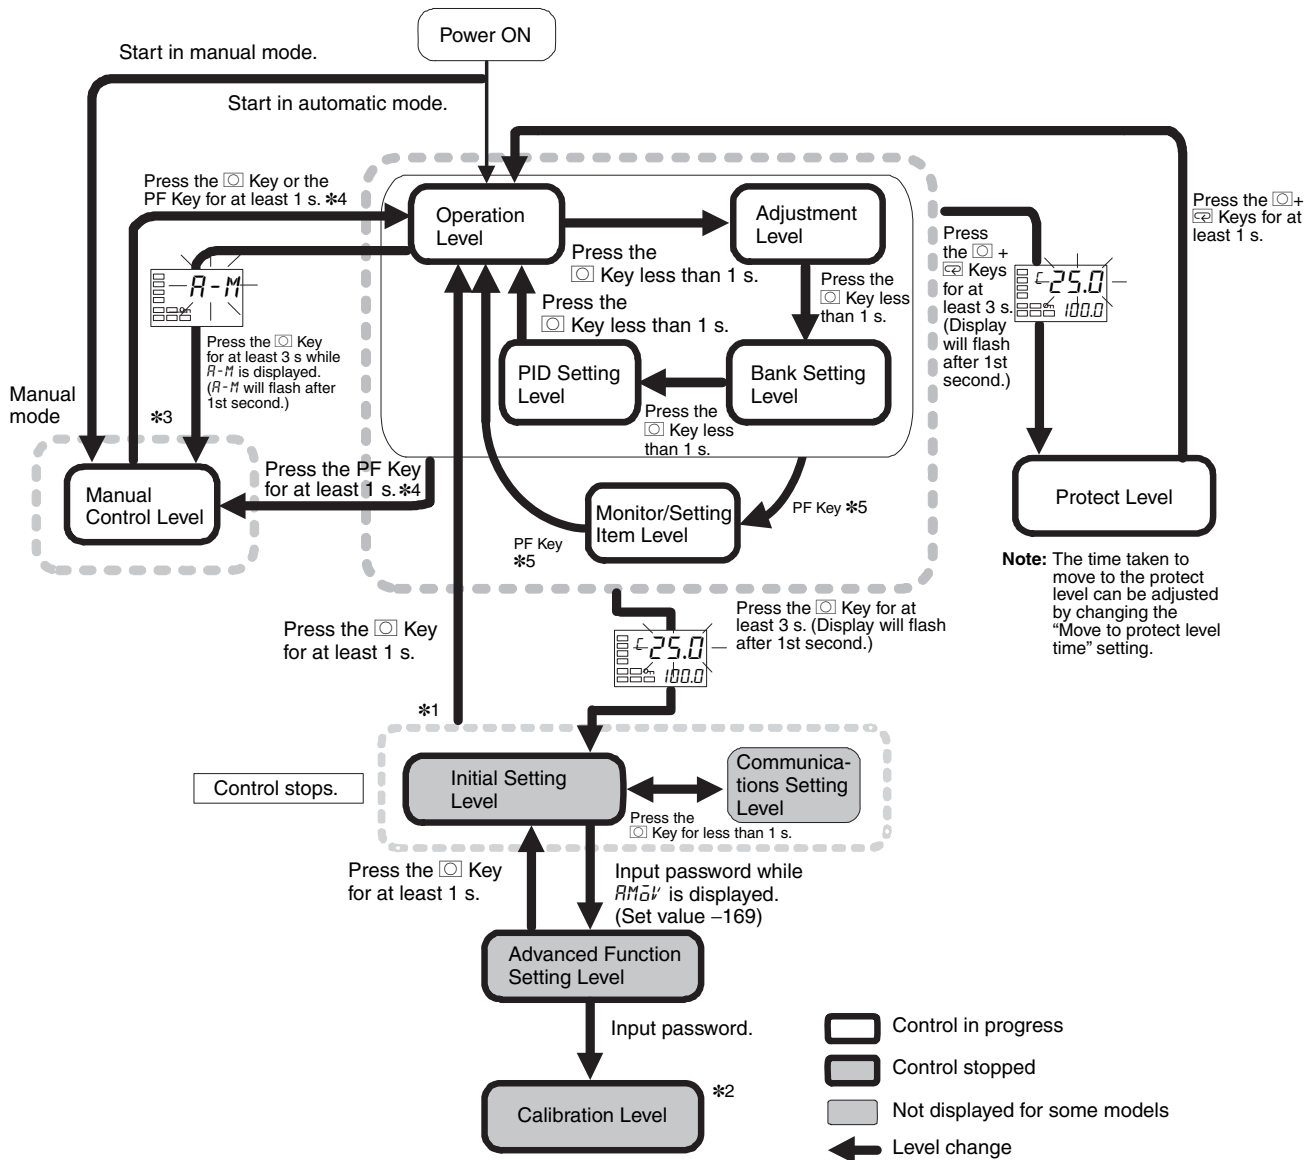 Power ON
Start in manual mode.
Start in automatic mode.
Press the Key or the
PF Key for at least 1 s. *4
Operation
Level
Adjustment
Level
Press the +
Keys for at
least 1 s.
Press the
Key less than 1 s.
Press the
Key less
than 1 s.
Press
the +
Keys
for at
least 3 s.
(Display
will flash
after 1st
second.)
C 25.0
100.0
A-M
Press the
Key less than 1 s.
Press the Key
for at least 3 s while
A-M is displayed.
(A-M will flash after
1st second.)
PID Setting
Level
Bank Setting
Level
Press the
Key less
than 1 s.
Manual
mode
*3
Manual
Control Level
Press the PF Key
for at least 1 s. *4
Monitor/Setting
Item Level
PF Key *5
PF Key
*5
Protect Level
Note: The time taken to
move to the protect
level can be adjusted
by changing the
“Move to protect level
time” setting.
Press the Key
for at least 1 s.
Press the Key for at
least 3 s. (Display will flash
after 1st second.)
C 25.0
100.0
*1
Control stops.
Initial Setting
Level
Communica-
tions Setting
Level
Press the
Key for less than 1 s.
Press the Key
for at least 1 s.
Input password while
AMOV is displayed.
(Set value –169)
Advanced Function
Setting Level
Input password.
Calibration Level
*2
Control in progress
Control stopped
Not displayed for some models
Level change